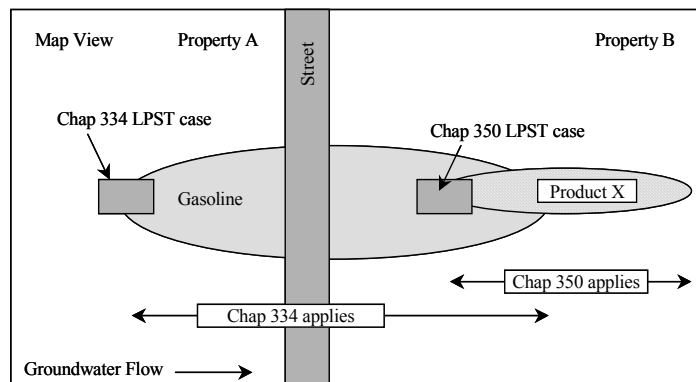 Map View
Property A
Street
Property B
Chap 334 LPST case
Chap 350 LPST case
Gasoline
Product X
Chap 350 applies
Chap 334 applies
Groundwater Flow